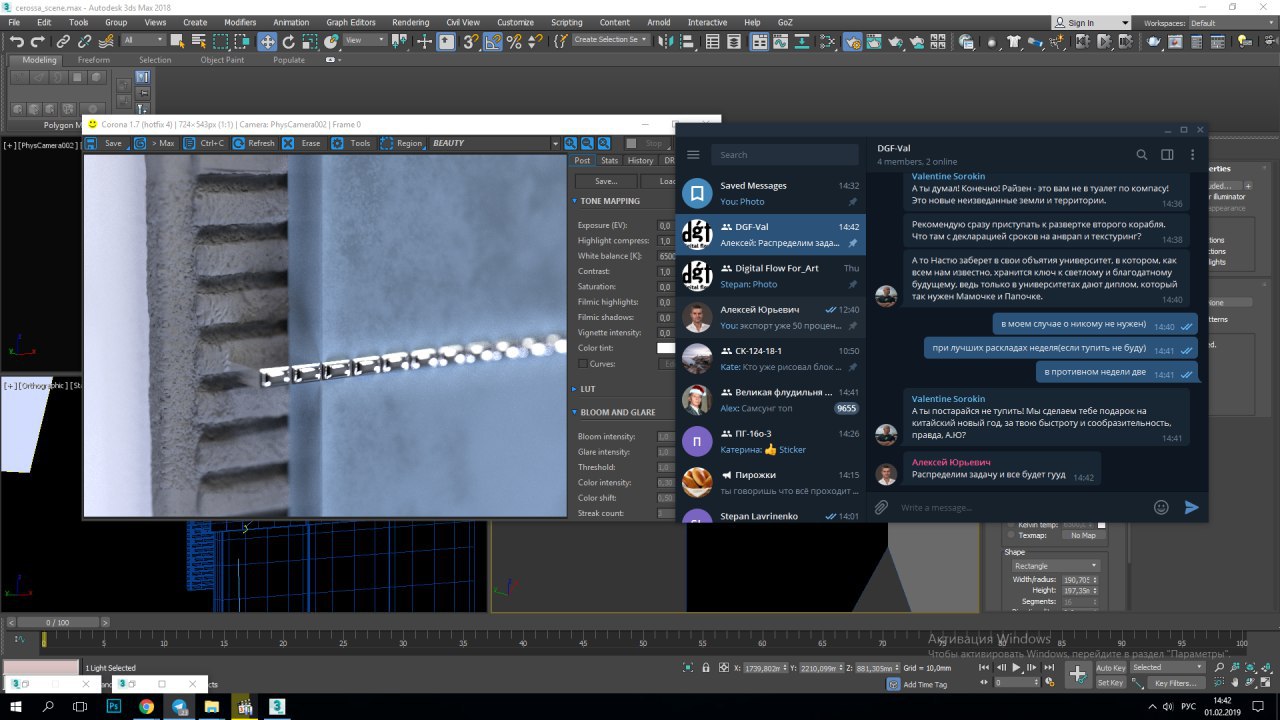 cerossa_scene.max - Autodesk 3ds Max 2018
File Edit Tools Group Views Create Modifiers Animation Graph Editors Rendering Civil View Customize Scripting Content Arnold Interactive Help GoZ
Sign In Workspaces: Default
All View Create Selection Se
Modeling Freeform Selection Object Paint Populate
Polygon M
[+] [PhysCamera002] [
Corona 1.7 (hotfix 4) | 724×543px (1:1) | Camera: PhysCamera002 | Frame 0
Save > Max Ctrl+C Refresh Erase Tools Region BEAUTY Stop
Post Stats History DR
Save... Loa
TONE MAPPING
Exposure (EV): 0,0
Highlight compress: 1,0
White balance [K]: 6500
Contrast: 1,0
Saturation: 0,0
Filmic highlights: 0,0
Filmic shadows: 0,0
Vignette intensity: 0,0
Color tint:
Curves: Ed
LUT
BLOOM AND GLARE
Bloom intensity: 1,0
Glare intensity: 1,0
Threshold: 1,0
Color intensity: 0,30
Color shift: 0,50
Streak count: 3
[+] [Orthographic] [Sta
Search
Saved Messages 14:32
You: Photo
DGF-Val 14:42
Алексей: Распределим зада...
Digital Flow For_Art Thu
Stepan: Photo
Алексей Юрьевич 12:40
You: экспорт уже 50 процен...
СК-124-18-1 10:50
Kate: Кто уже рисовал блок ...
Великая флудильня ... 14:41
Alex: Самсунг топ 9655
П ПГ-16о-3 14:26
Катерина: 👍 Sticker
Пирожки 14:15
ты говоришь что всё проходит ...
Stepan Lavrinenko 14:01
DGF-Val
4 members, 2 online
Valentine Sorokin
А ты думал! Конечно! Райзен - это вам не в туалет по компасу!
Это новые неизведанные земли и территории.
14:36
Рекомендую сразу приступать к развертке второго корабля.
Что там с декларацией сроков на анврап и текстуринг?
14:38
А то Настю заберет в свои объятия университет, в котором, как
всем нам известно, хранится ключ к светлому и благодатному
будущему, ведь только в университетах дают диплом, который
так нужен Мамочке и Папочке.
14:40
в моем случае о никому не нужен) 14:40
при лучших раскладах неделя(если тупить не буду) 14:41
в противном недели две 14:41
Valentine Sorokin
А ты постарайся не тупить! Мы сделаем тебе подарок на
китайский новый год, за твою быстроту и сообразительность,
правда, А.Ю?
14:41
Алексей Юрьевич
Распределим задачу и все будет гууд 14:42
Write a message...
perties
uded...
r illuminator
appearance
ctions
ctions
lights
None
tterns
Kelvin temp:
Texmap: No Map
Shape
Rectangle
Width/radius: 190,705
Height: 197,35
Segments: 16
0 / 100
0 5 10 15 20 25 30 35 40 45 50 55 60 65 70 75 80 85 90 95 100
Активация Windows
Чтобы активировать Windows, перейдите в раздел "Параметры".
1 Light Selected
X: 1739,802m Y: 2210,099m Z: 881,305mm Grid = 10,0mm
Add Time Tag
0
Auto Key Selected
Set Key Key Filters...
РУС
14:42
01.02.2019